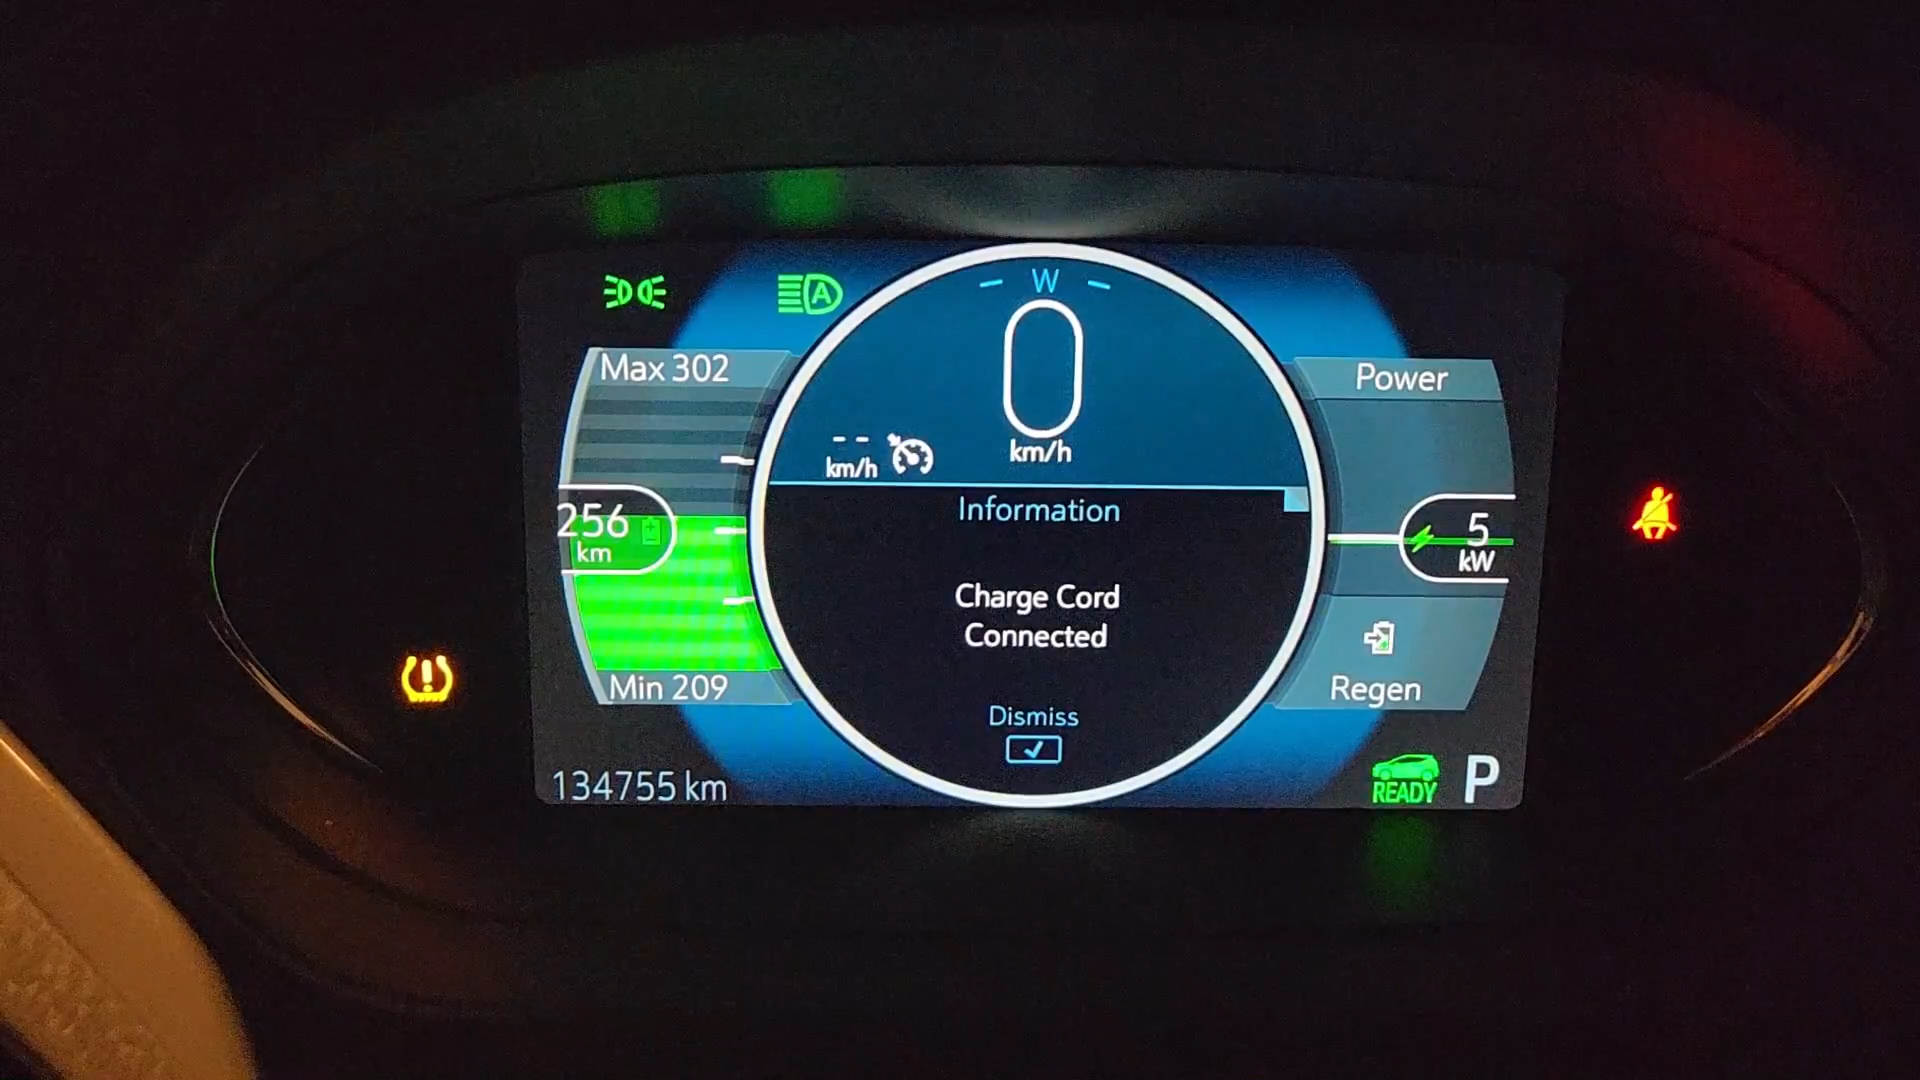 W
A
Max 302
0
km/h
Power
-- km/h
256
km
Information
5
kW
Charge Cord
Connected
Min 209
Regen
Dismiss
134755 km
READY
P